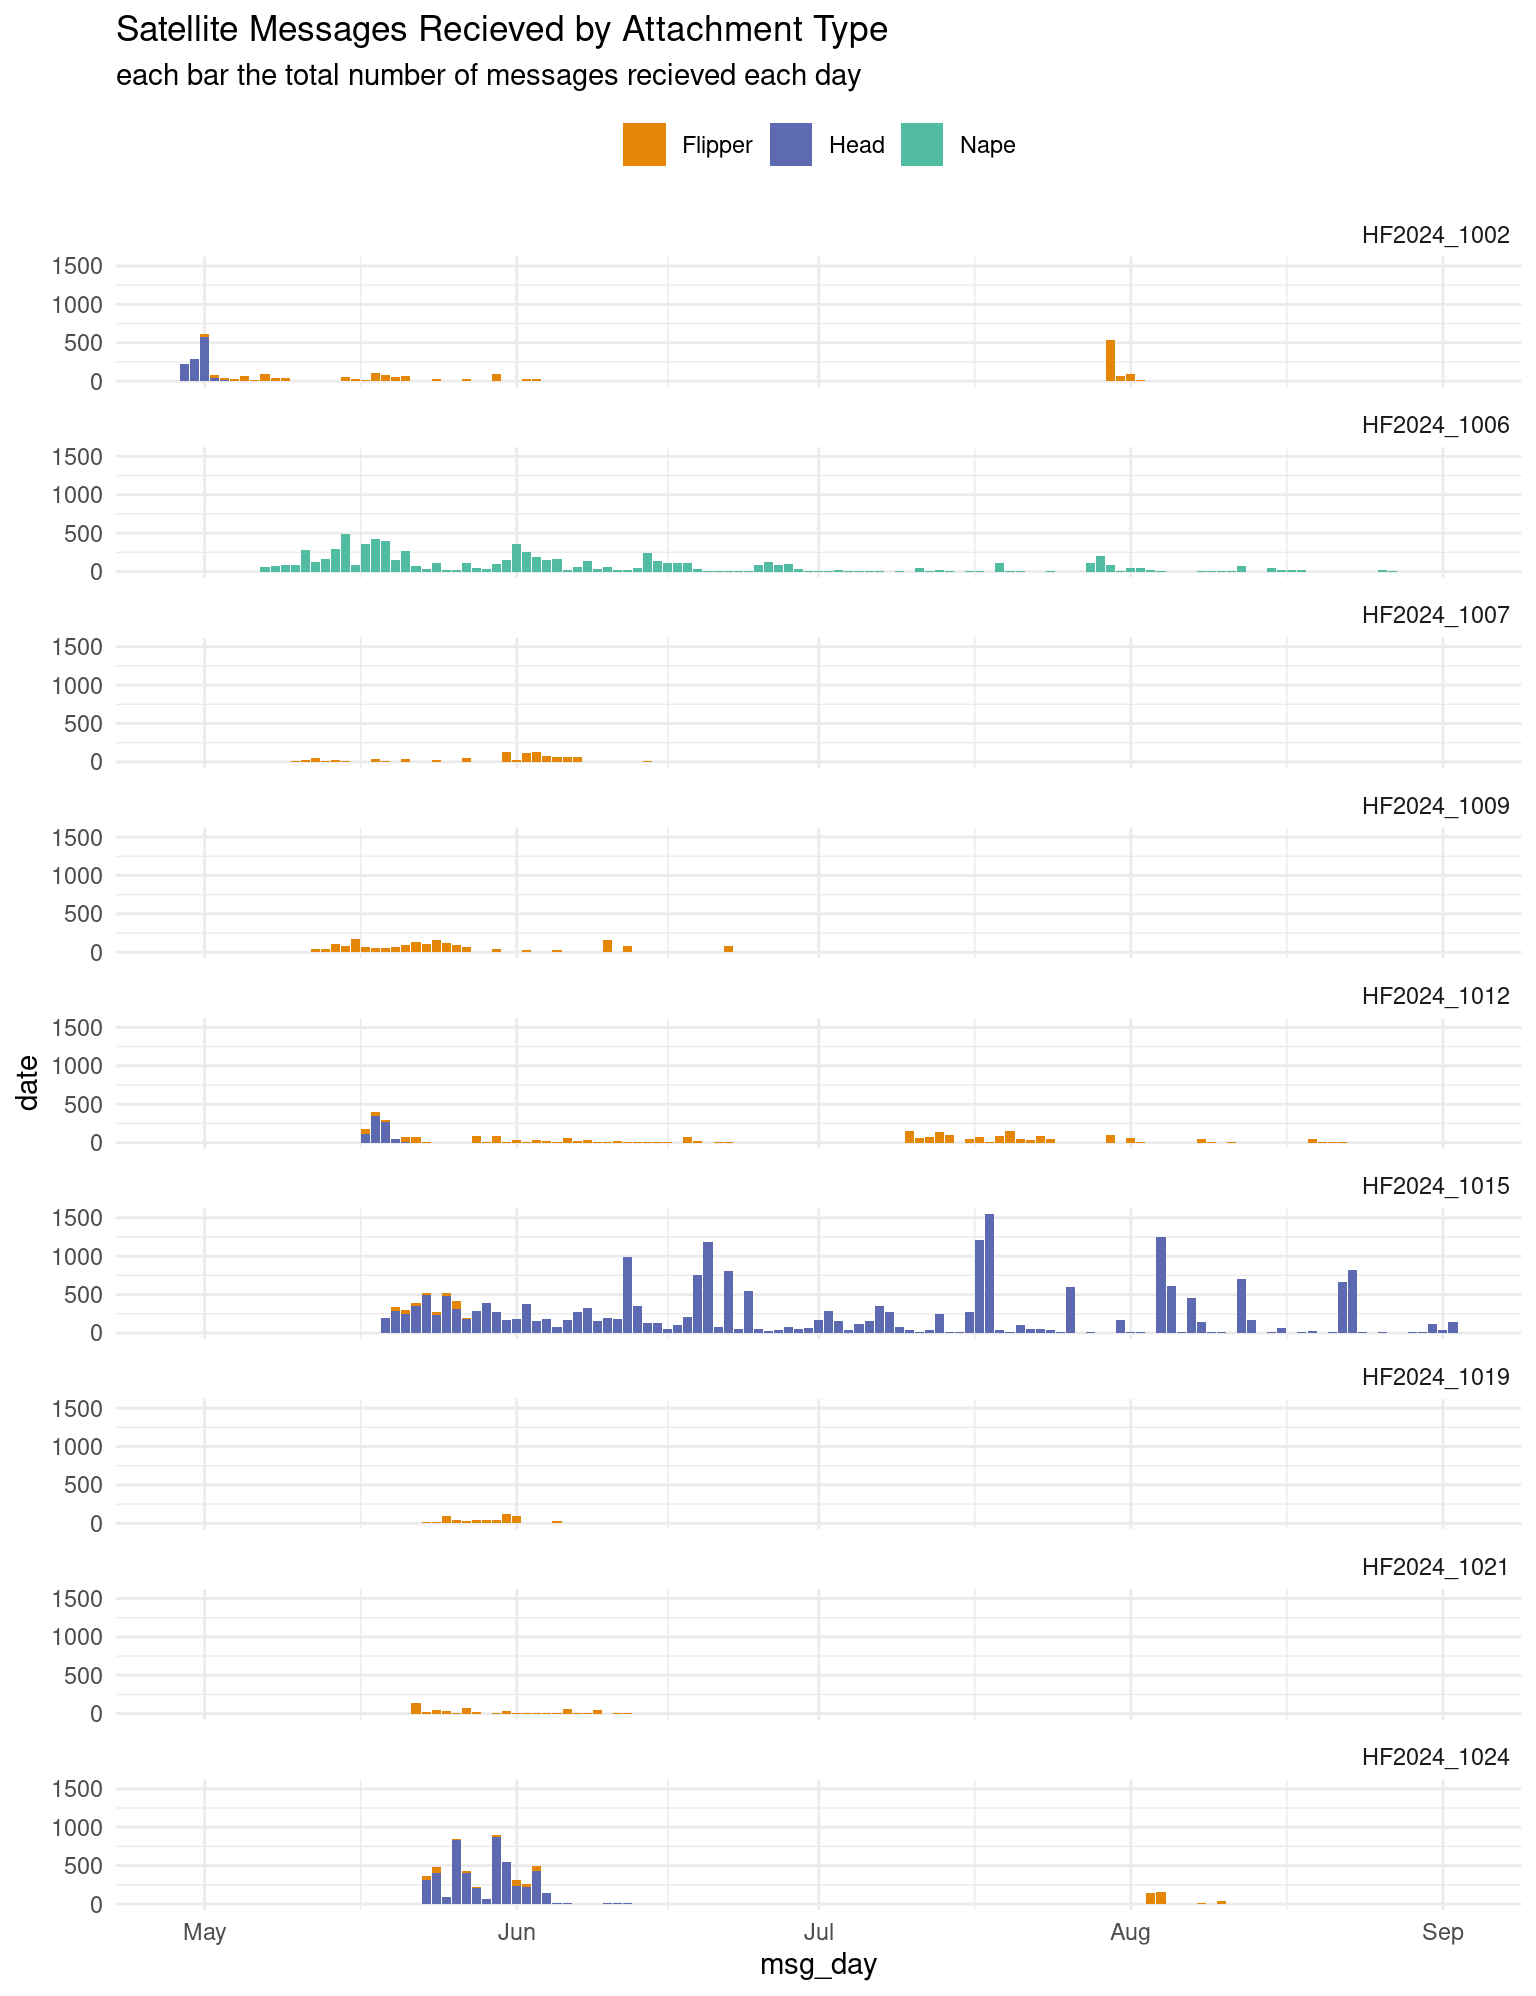 Satellite Messages Recieved by Attachment Type
each bar the total number of messages recieved each day
Flipper Head Nape
HF2024_1002
1500
1000
500
0
HF2024_1006
1500
1000
500
0
HF2024_1007
1500
1000
500
0
HF2024_1009
1500
1000
500
0
HF2024_1012
1500
1000
500
0
date
HF2024_1015
1500
1000
500
0
HF2024_1019
1500
1000
500
0
HF2024_1021
1500
1000
500
0
HF2024_1024
1500
1000
500
0
May Jun Jul Aug Sep
msg_day